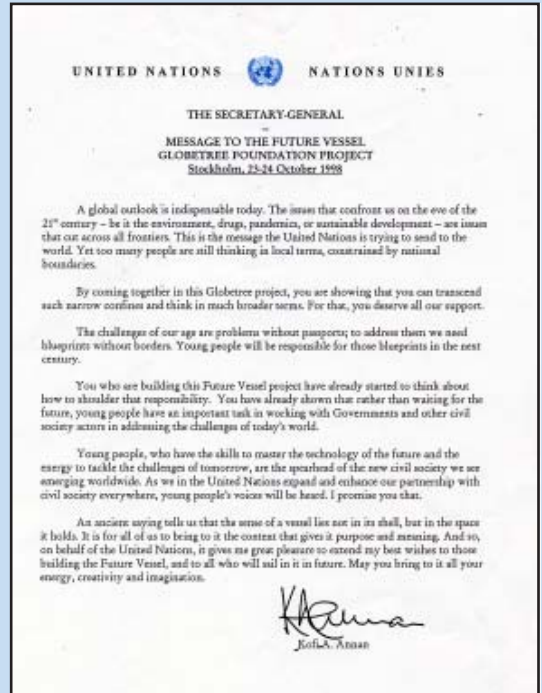 UNITED NATIONS NATIONS UNIES
THE SECRETARY-GENERAL
–
MESSAGE TO THE FUTURE VESSEL
GLOBETREE FOUNDATION PROJECT
Stockholm, 23-24 October 1998
A global outlook is indispensable today. The issues that confront us on the eve of the
21st century – be it the environment, drugs, pandemics, or sustainable development – are issues
that cut across all frontiers. This is the message the United Nations is trying to send to the
world. Yet too many people are still thinking in local terms, constrained by national
boundaries.
By coming together in this Globetree project, you are showing that you can transcend
such narrow confines and think in much broader terms. For that, you deserve all our support.
The challenges of our age are problems without passports; to address them we need
blueprints without borders. Young people will be responsible for those blueprints in the next
century.
You who are building this Future Vessel project have already started to think about
how to shoulder that responsibility. You have already shown that rather than waiting for the
future, young people have an important task in working with Governments and other civil
society actors in addressing the challenges of today's world.
Young people, who have the skills to master the technology of the future and the
energy to tackle the challenges of tomorrow, are the spearhead of the new civil society we see
emerging worldwide. As we in the United Nations expand and enhance our partnership with
civil society everywhere, young people's voices will be heard. I promise you that.
An ancient saying tells us that the sense of a vessel lies not in its shell, but in the space
it holds. It is for all of us to bring to it the content that gives it purpose and meaning. And so,
on behalf of the United Nations, it gives me great pleasure to extend my best wishes to those
building the Future Vessel, and to all who will sail in it in future. May you bring to it all your
energy, creativity and imagination.
Kofi A. Annan